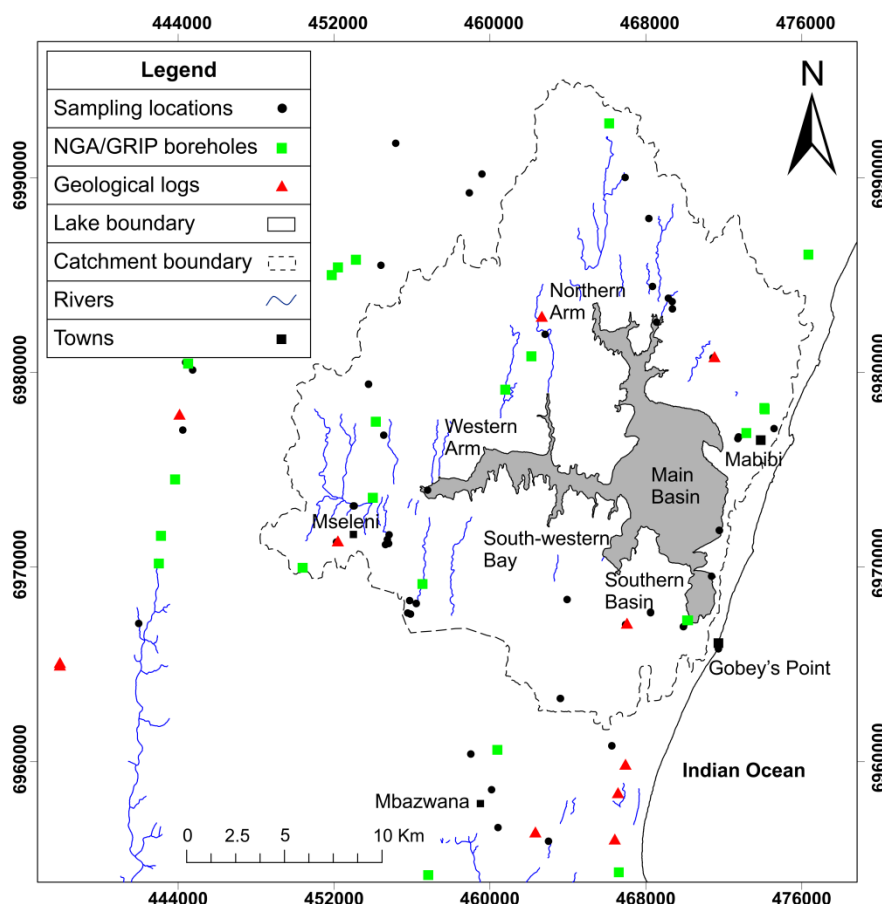 444000 452000 460000 468000 476000
Legend
Sampling locations
NGA/GRIP boreholes
Geological logs
Lake boundary
Catchment boundary
Rivers
Towns
N
6990000 6990000
6980000 6980000
6970000 6970000
6960000 6960000
Northern
Arm
Western
Arm
Mabibi
Main
Basin
Mseleni
South-western
Bay
Southern
Basin
Gobey's Point
Indian Ocean
Mbazwana
0 2.5 5 10 Km
444000 452000 460000 468000 476000